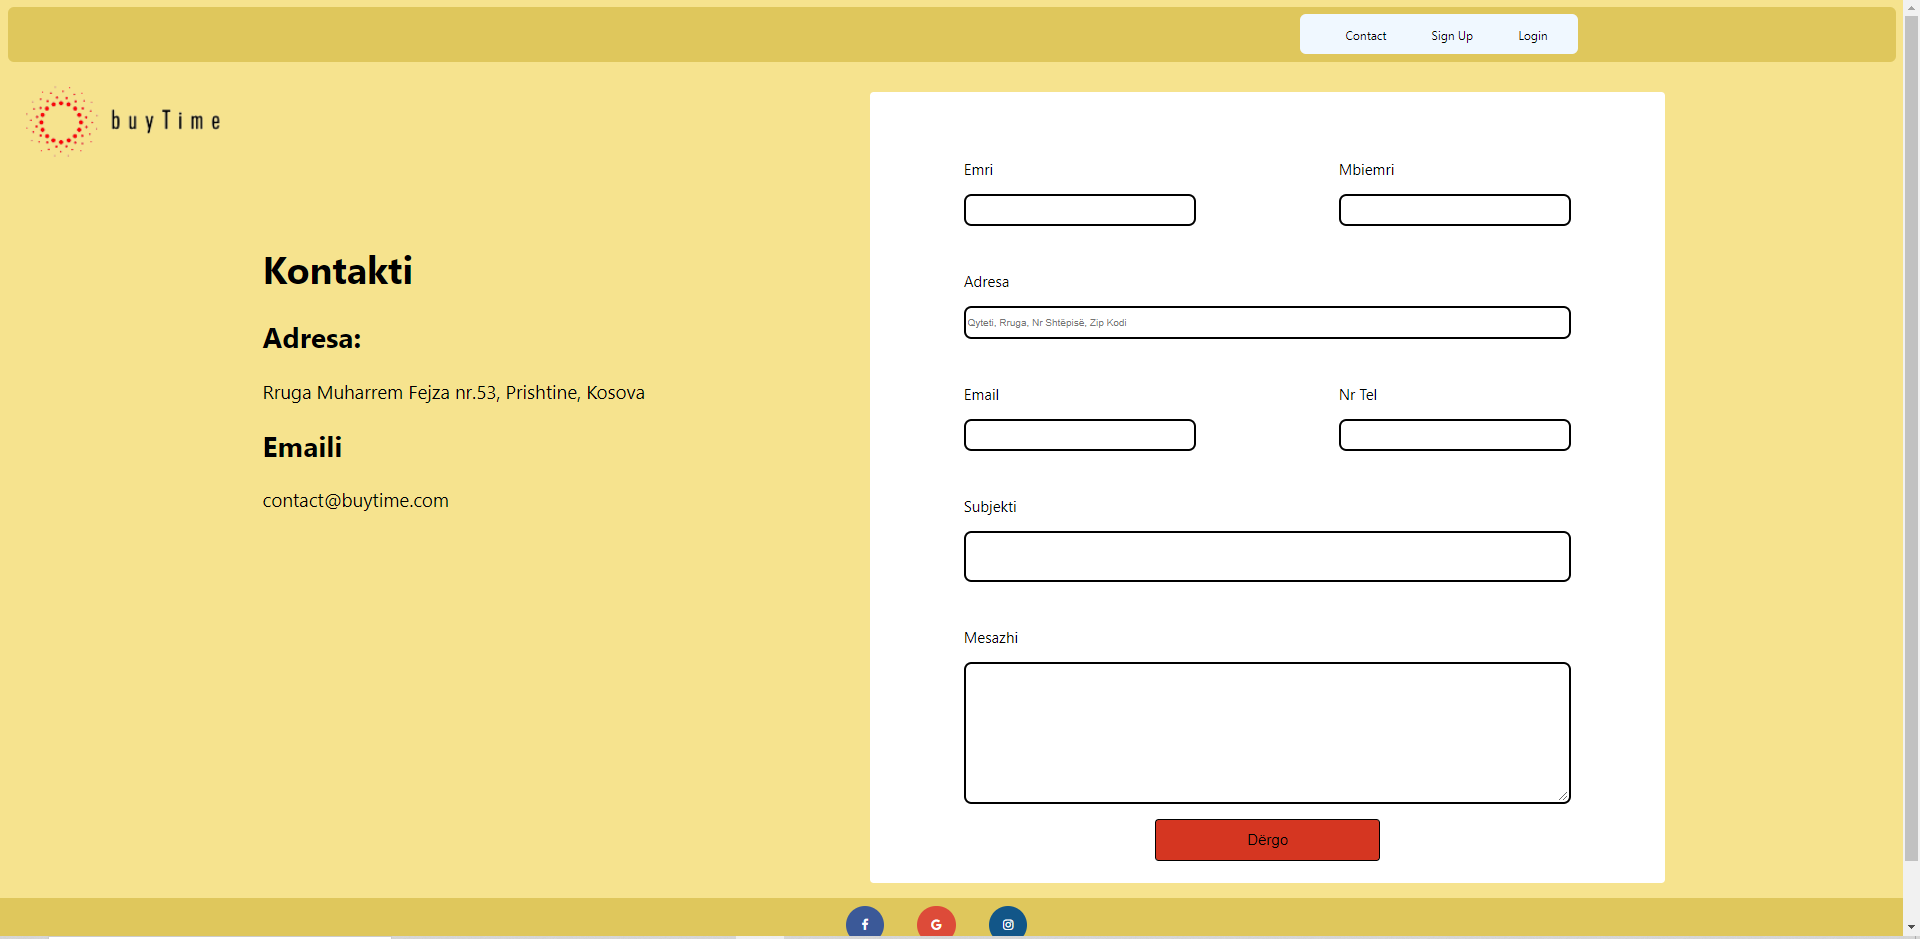 Contact Sign Up Login
buyTime
Kontakti
Adresa:
Rruga Muharrem Fejza nr.53, Prishtine, Kosova
Emaili
contact@buytime.com
Emri Mbiemri
Adresa
Qyteti, Rruga, Nr Shtëpisë, Zip Kodi
Email Nr Tel
Subjekti
Mesazhi
Dërgo
f G